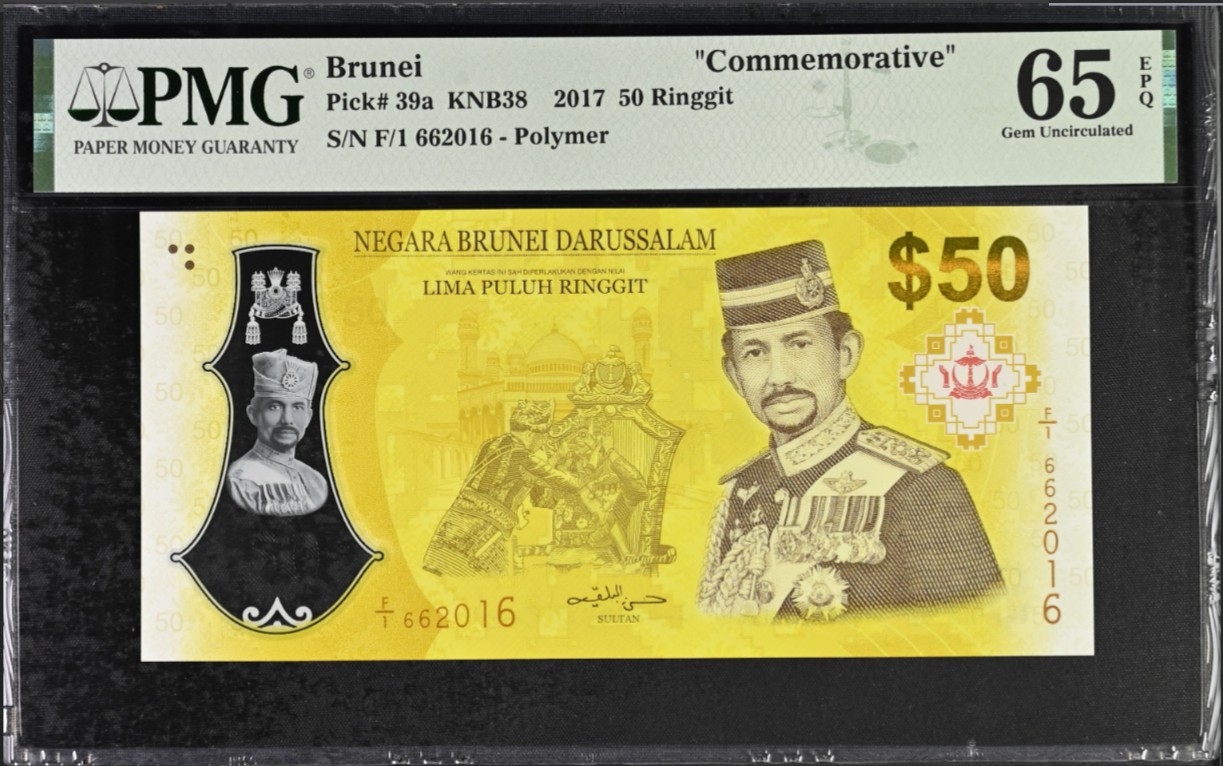 PMG®
PAPER MONEY GUARANTY
Brunei
"Commemorative"
Pick# 39a KNB38 2017 50 Ringgit
S/N F/1 662016 - Polymer
65
EPQ
Gem Uncirculated
NEGARA BRUNEI DARUSSALAM
WANG KERTAS INI SAH DIPERLAKUKAN DENGAN NILAI
LIMA PULUH RINGGIT
$50
F/1 662016
F/1 662016
SULTAN